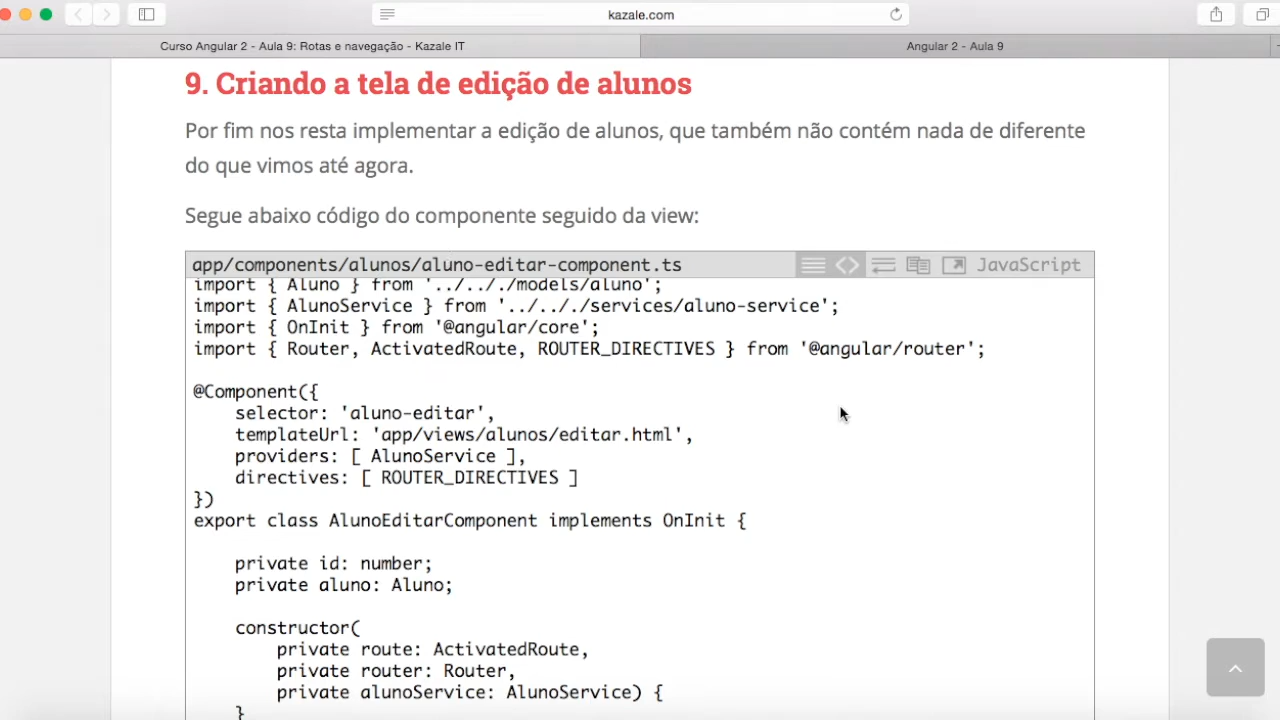 kazale.com
Curso Angular 2 - Aula 9: Rotas e navegação - Kazale IT
Angular 2 - Aula 9
9. Criando a tela de edição de alunos
Por fim nos resta implementar a edição de alunos, que também não contém nada de diferente
do que vimos até agora.
Segue abaixo código do componente seguido da view:
app/components/alunos/aluno-editar-component.ts
JavaScript
import { Aluno } from '../.././models/aluno';
import { AlunoService } from '../.././services/aluno-service';
import { OnInit } from '@angular/core';
import { Router, ActivatedRoute, ROUTER_DIRECTIVES } from '@angular/router';
@Component({
    selector: 'aluno-editar',
    templateUrl: 'app/views/alunos/editar.html',
    providers: [ AlunoService ],
    directives: [ ROUTER_DIRECTIVES ]
})
export class AlunoEditarComponent implements OnInit {
    private id: number;
    private aluno: Aluno;
    constructor(
        private route: ActivatedRoute,
        private router: Router,
        private alunoService: AlunoService) {
    }